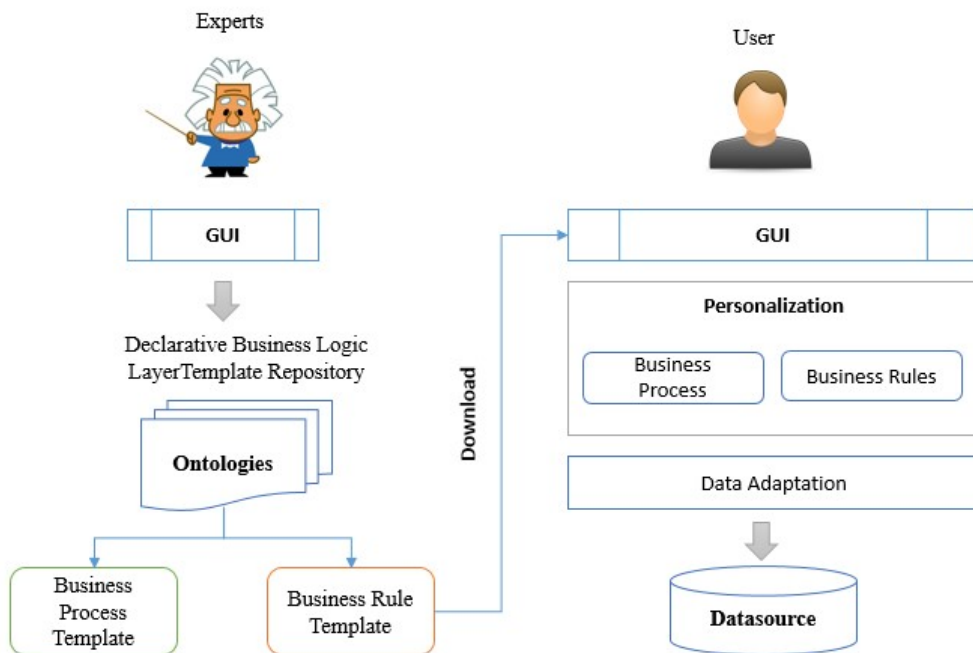 Experts
GUI
Declarative Business Logic
LayerTemplate Repository
Ontologies
Business
Process
Template
Business Rule
Template
Download
User
GUI
Personalization
Business
Process
Business Rules
Data Adaptation
Datasource